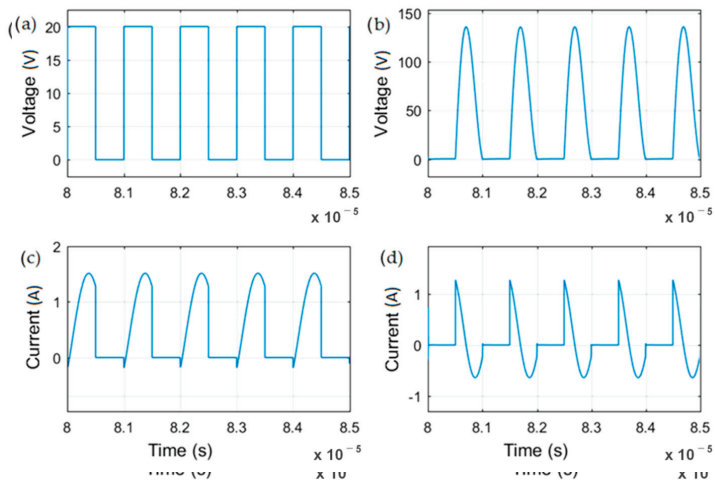 (a)
Voltage (V)
20
15
10
5
0
8 8.1 8.2 8.3 8.4 8.5
x 10⁻⁵
(b)
Voltage (V)
150
100
50
0
8 8.1 8.2 8.3 8.4 8.5
x 10⁻⁵
(c)
Current (A)
2
1
0
8 8.1 8.2 8.3 8.4 8.5
Time (s)
x 10⁻⁵
(d)
Current (A)
1
0
-1
8 8.1 8.2 8.3 8.4 8.5
Time (s)
x 10⁻⁵